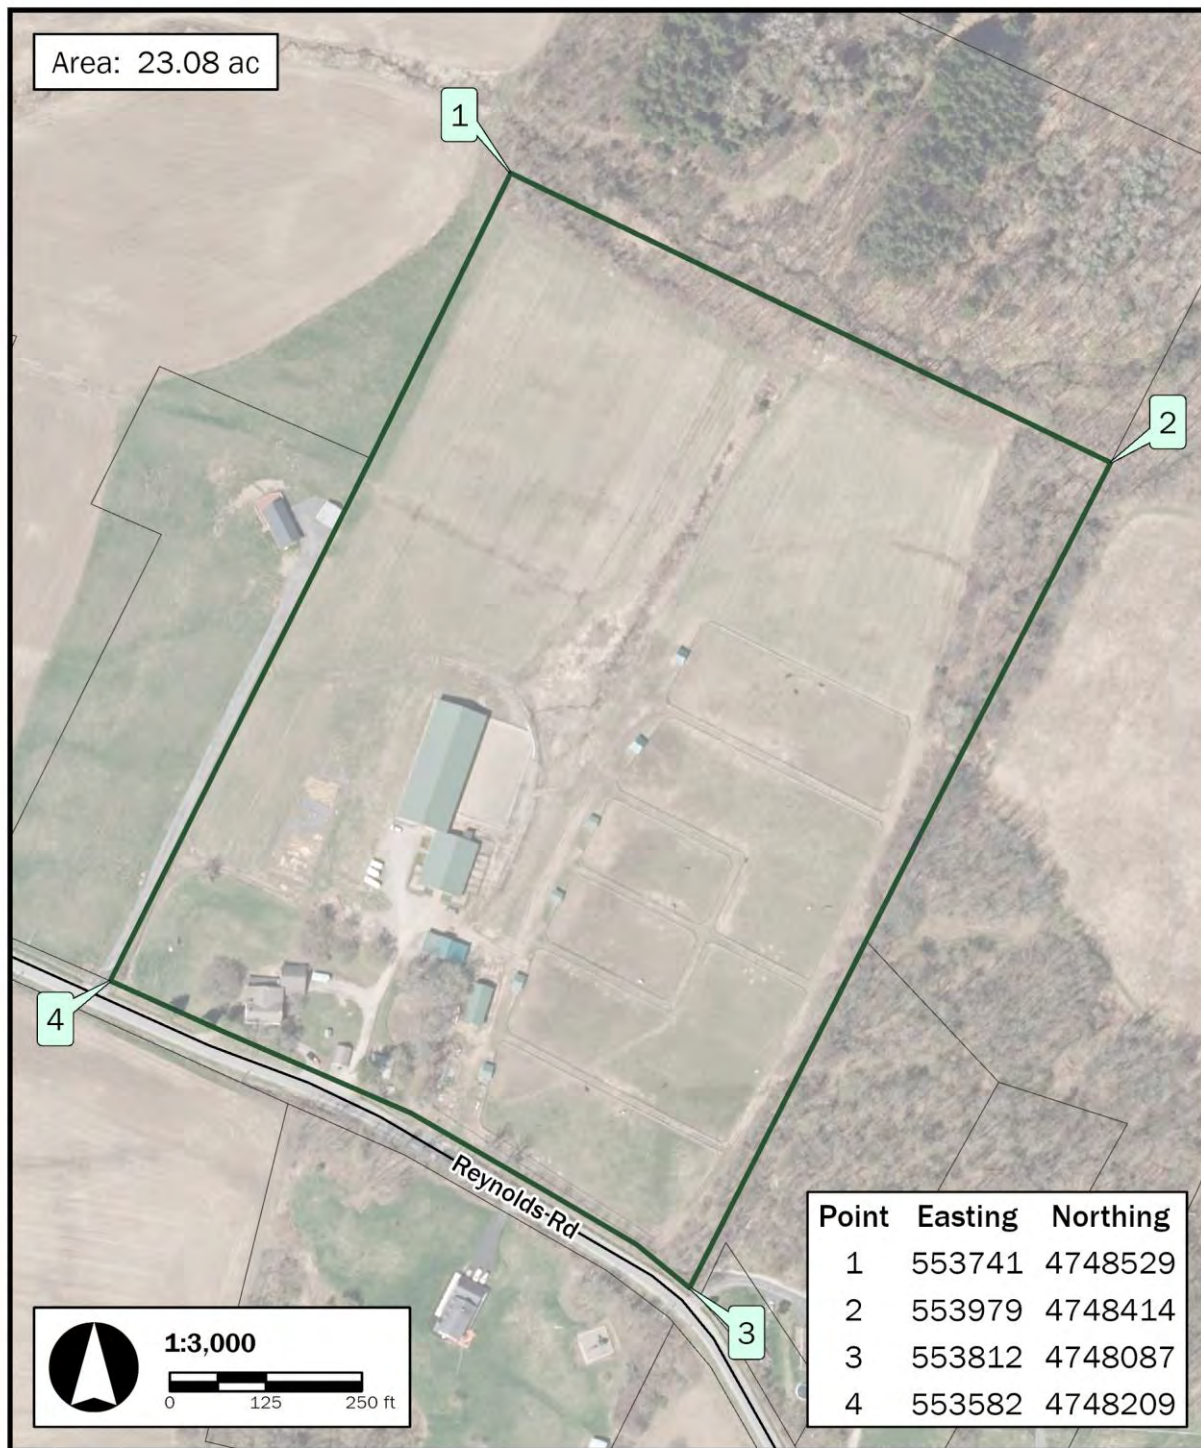 Area: 23.08 ac
1
2
4
Reynolds-Rd
3
Point Easting Northing
1 553741 4748529
2 553979 4748414
3 553812 4748087
4 553582 4748209
1:3,000
0 125 250 ft